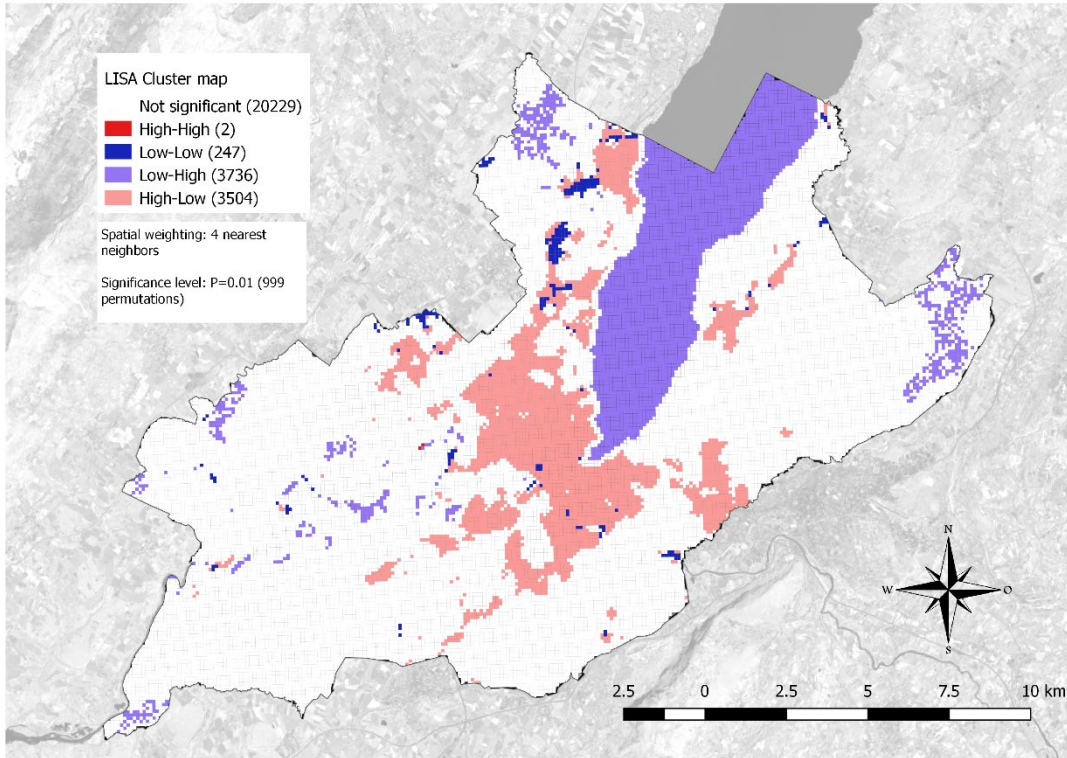 LISA Cluster map
Not significant (20229)
High-High (2)
Low-Low (247)
Low-High (3736)
High-Low (3504)
Spatial weighting: 4 nearest
neighbors
Significance level: P=0.01 (999
permutations)
N
W O
S
2.5 0 2.5 5 7.5 10 km